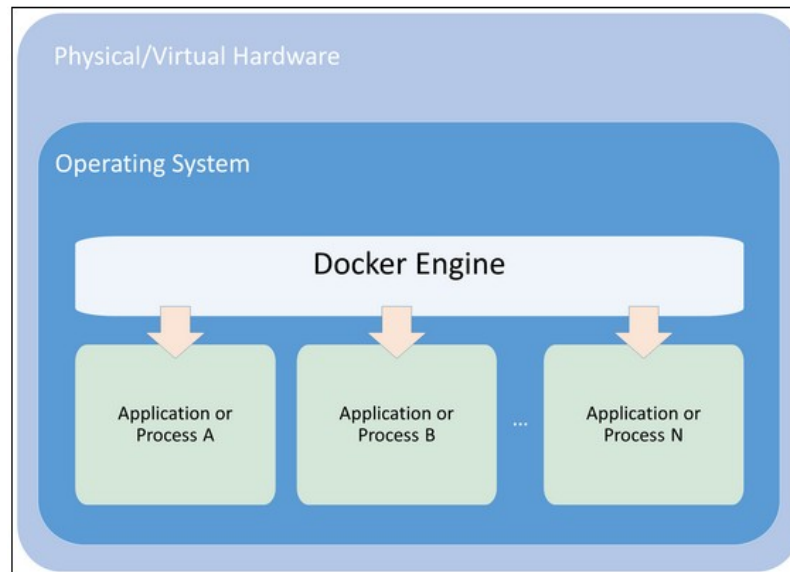 Physical/Virtual Hardware
Operating System
Docker Engine
Application or
Process A
Application or
Process B
...
Application or
Process N